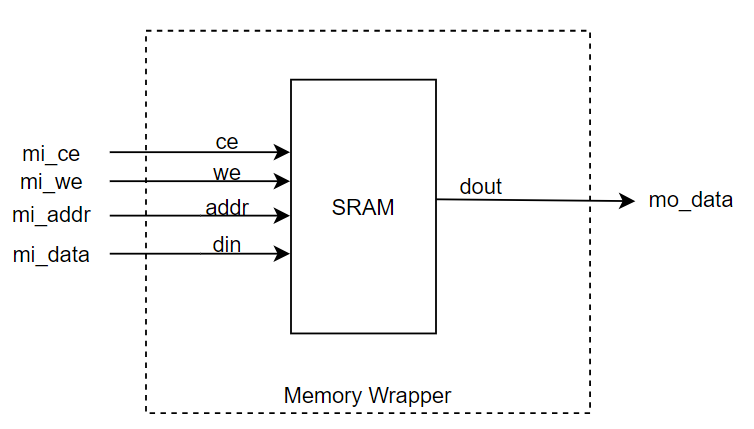 mi_ce
ce
mi_we
we
mi_addr
addr
mi_data
din
SRAM
dout
mo_data
Memory Wrapper